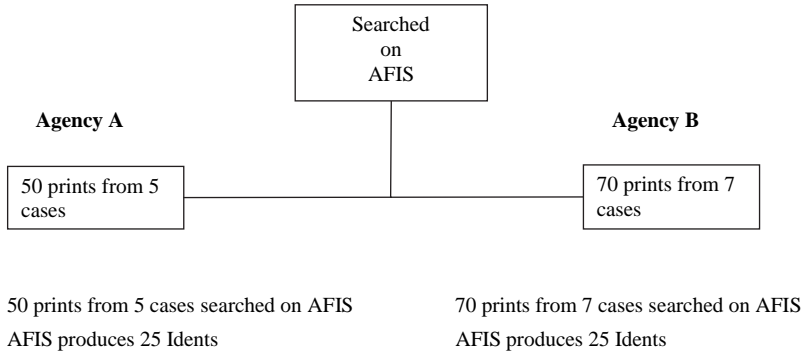 Searched
on
AFIS
Agency A
Agency B
50 prints from 5
cases
70 prints from 7
cases
50 prints from 5 cases searched on AFIS
AFIS produces 25 Idents
70 prints from 7 cases searched on AFIS
AFIS produces 25 Idents